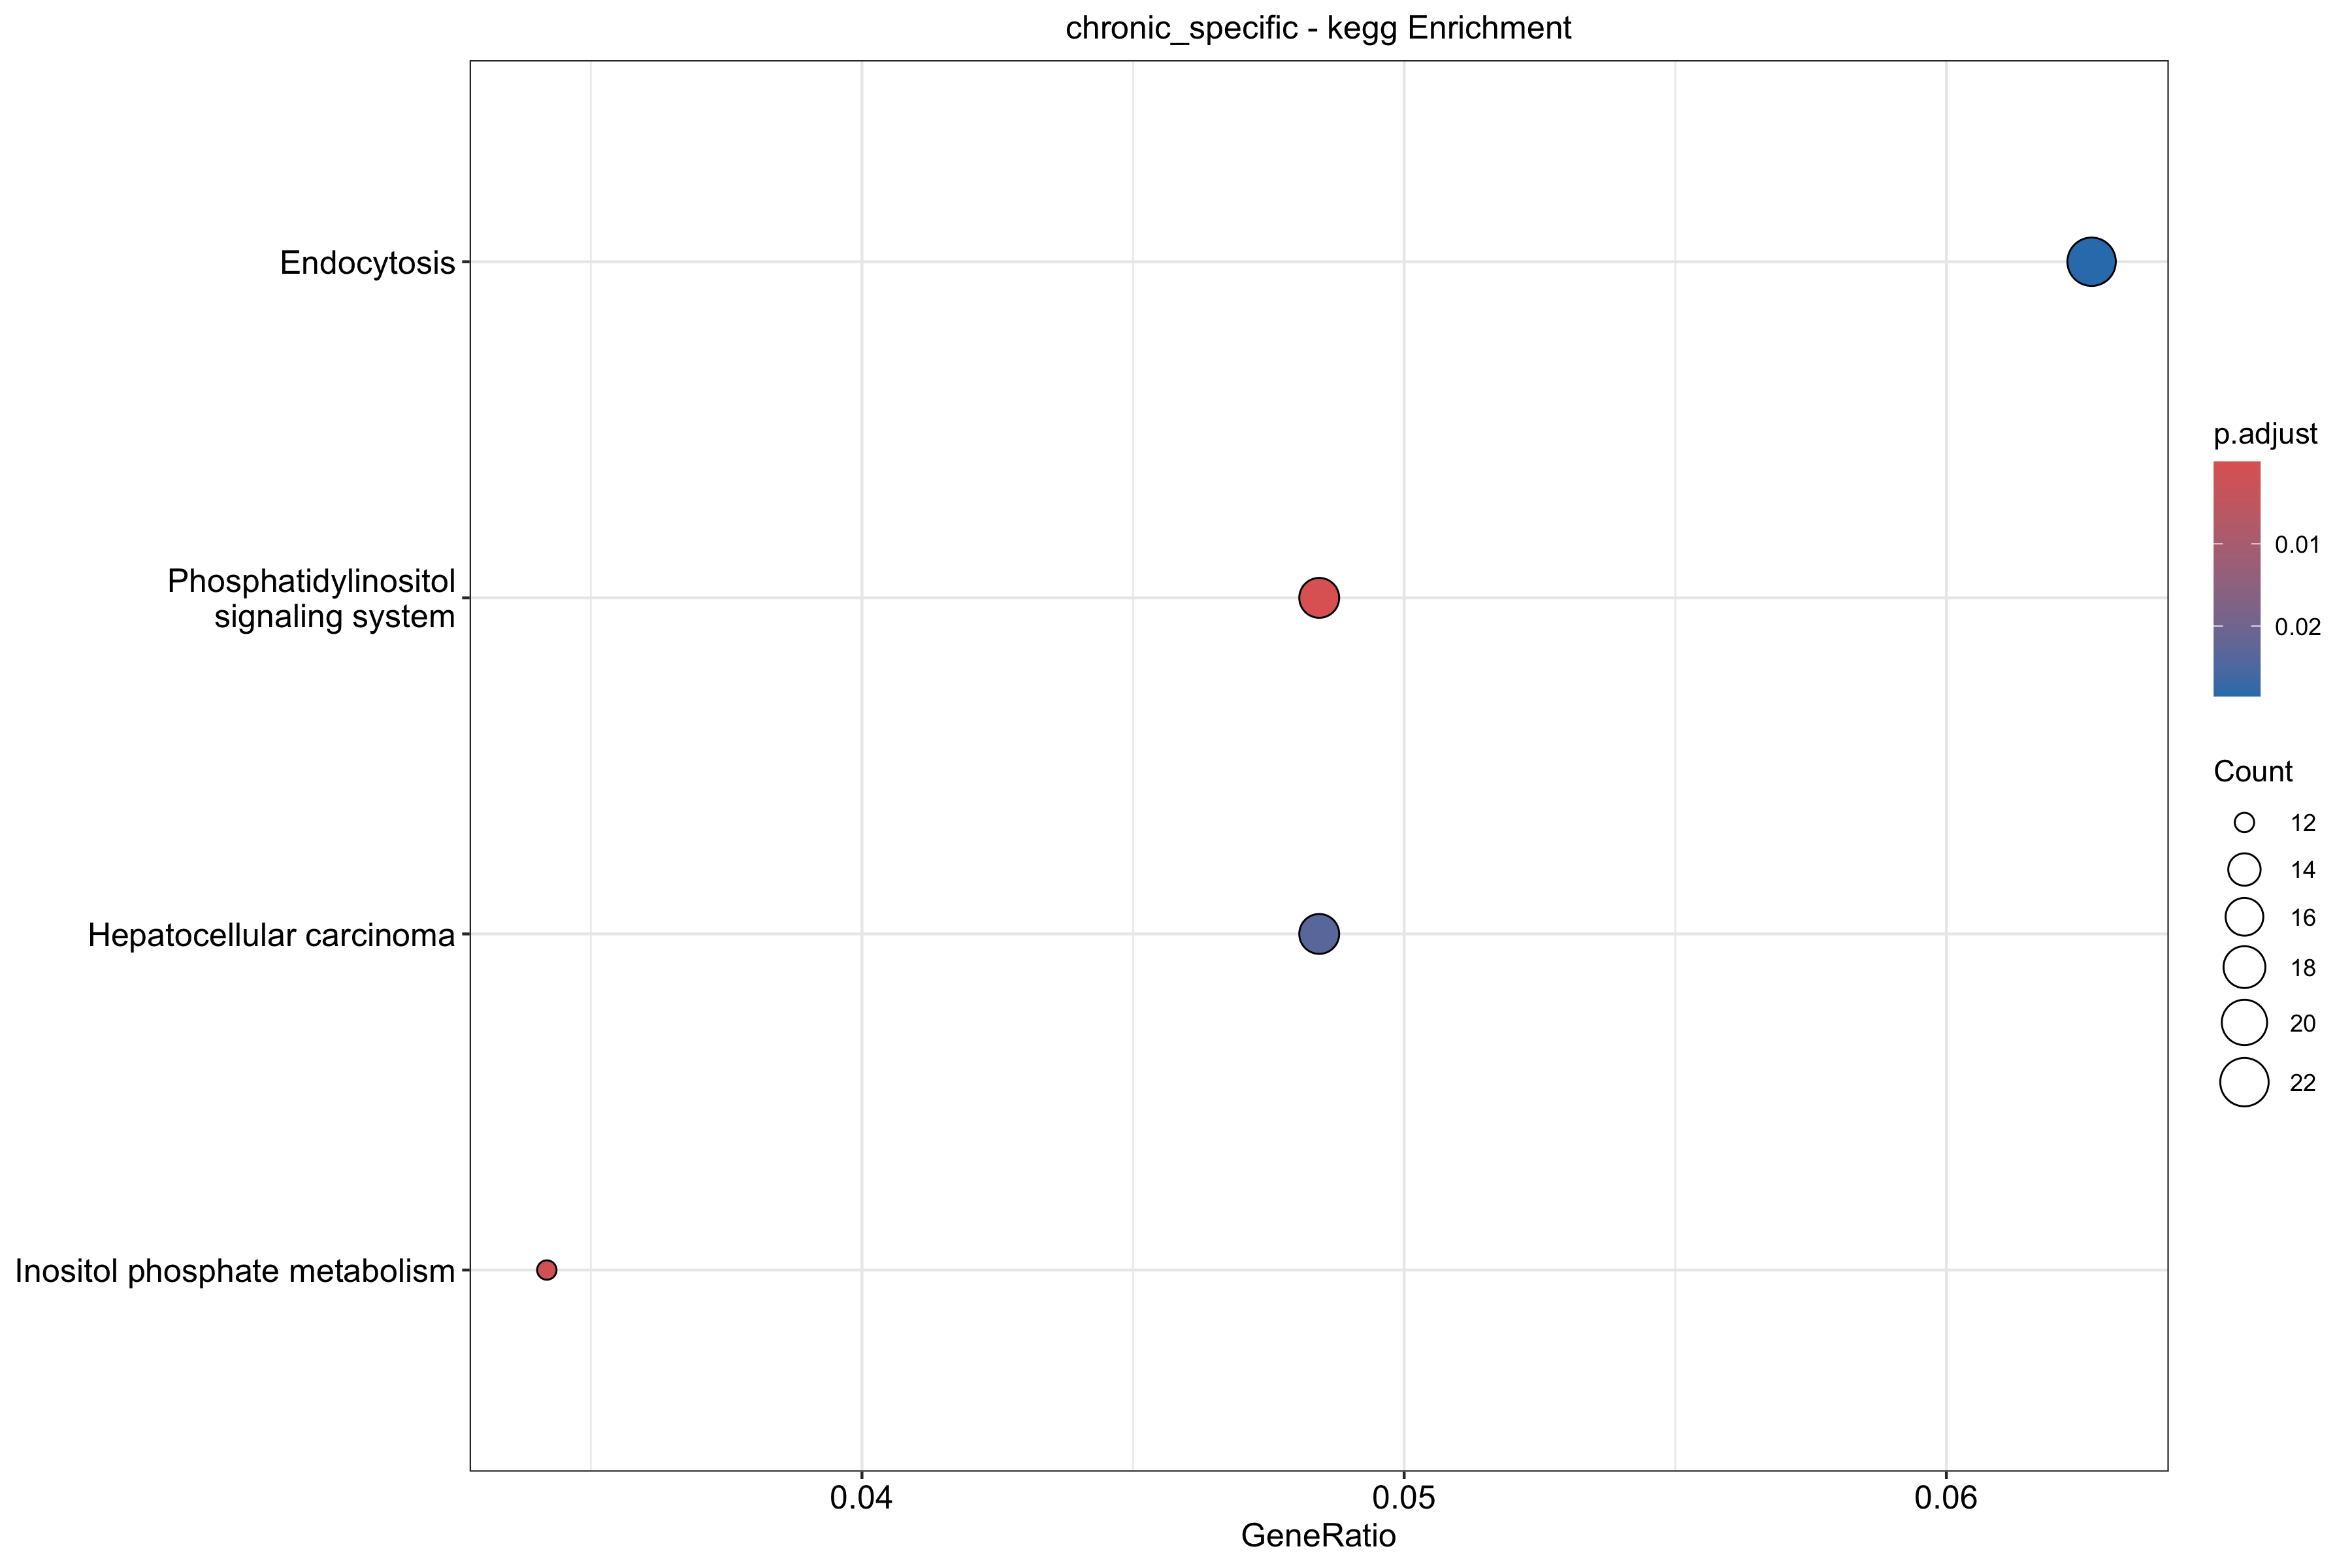 chronic_specific - kegg Enrichment
Endocytosis
Phosphatidylinositol
signaling system
Hepatocellular carcinoma
Inositol phosphate metabolism
0.04
0.05
0.06
GeneRatio
p.adjust
0.01
0.02
Count
12
14
16
18
20
22